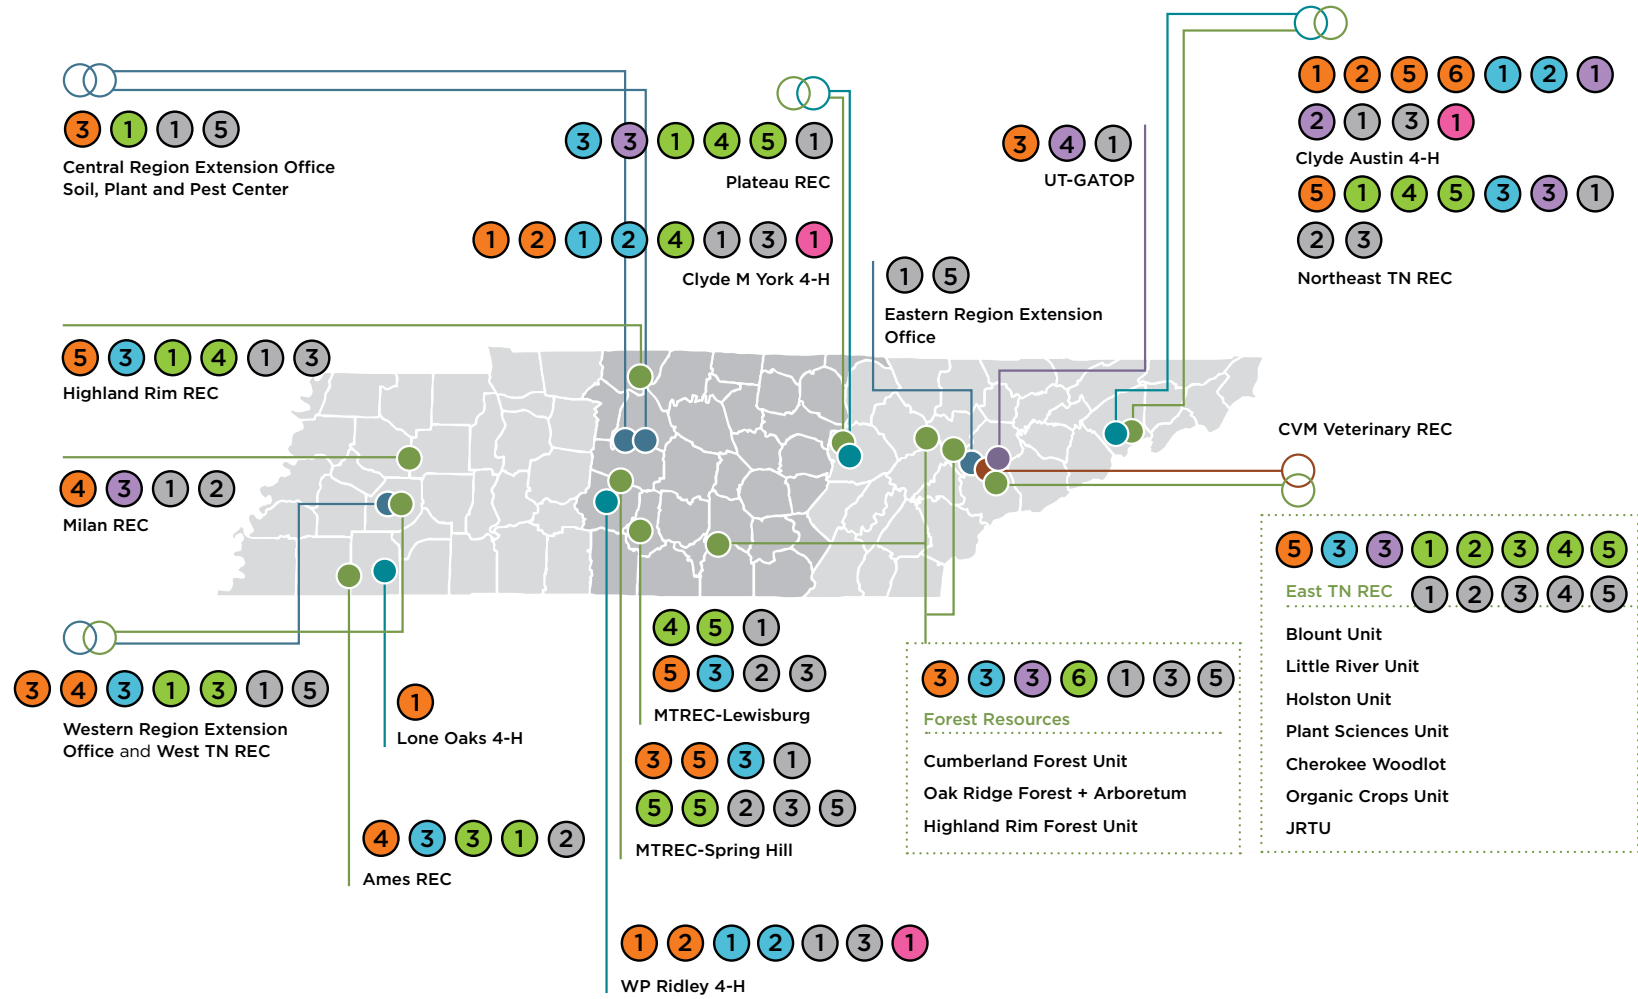 3 1 1 5
Central Region Extension Office
Soil, Plant and Pest Center
3 3 1 4 5 1
Plateau REC
1 2 1 2 4 1 3 1
Clyde M York 4-H
3 4 1
UT-GATOP
1 2 5 6 1 2 1
2 1 3 1
Clyde Austin 4-H
5 1 4 5 3 3 1
2 3
Northeast TN REC
1 5
Eastern Region Extension
Office
5 3 1 4 1 3
Highland Rim REC
CVM Veterinary REC
4 3 1 2
Milan REC
5 3 3 1 2 3 4 5
East TN REC 1 2 3 4 5
Blount Unit
Little River Unit
Holston Unit
Plant Sciences Unit
Cherokee Woodlot
Organic Crops Unit
JRTU
3 4 3 1 3 1 5
Western Region Extension
Office and West TN REC
1
Lone Oaks 4-H
4 5 1
5 3 2 3
MTREC-Lewisburg
3 5 3 1
5 5 2 3 5
MTREC-Spring Hill
3 3 3 6 1 3 5
Forest Resources
Cumberland Forest Unit
Oak Ridge Forest + Arboretum
Highland Rim Forest Unit
4 3 3 1 2
Ames REC
1 2 1 2 1 3 1
WP Ridley 4-H